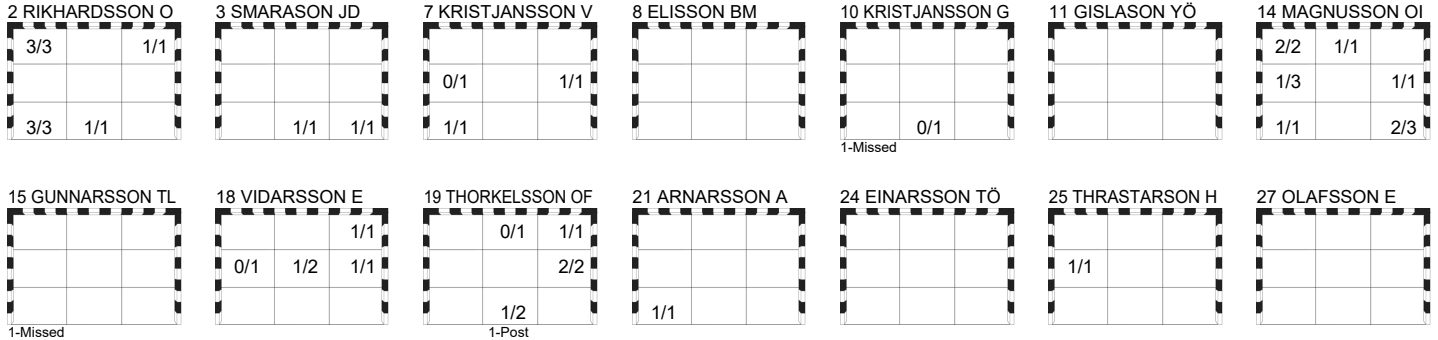 2 RIKHARDSSON O 3 SMARASON JD 7 KRISTJANSSON V 8 ELISSON BM 10 KRISTJANSSON G 11 GISLASON YÖ 14 MAGNUSSON OI
3/3 1/1 2/2 1/1
0/1 1/1 1/3 1/1
3/3 1/1 1/1 1/1 1/1 0/1 1/1 2/3
1-Missed
15 GUNNARSSON TL 18 VIDARSSON E 19 THORKELSSON OF 21 ARNARSSON A 24 EINARSSON TÖ 25 THRASTARSON H 27 OLAFSSON E
1/1 0/1 1/1
0/1 1/2 1/1 2/2 1/1
1/2 1/1
1-Missed 1-Post